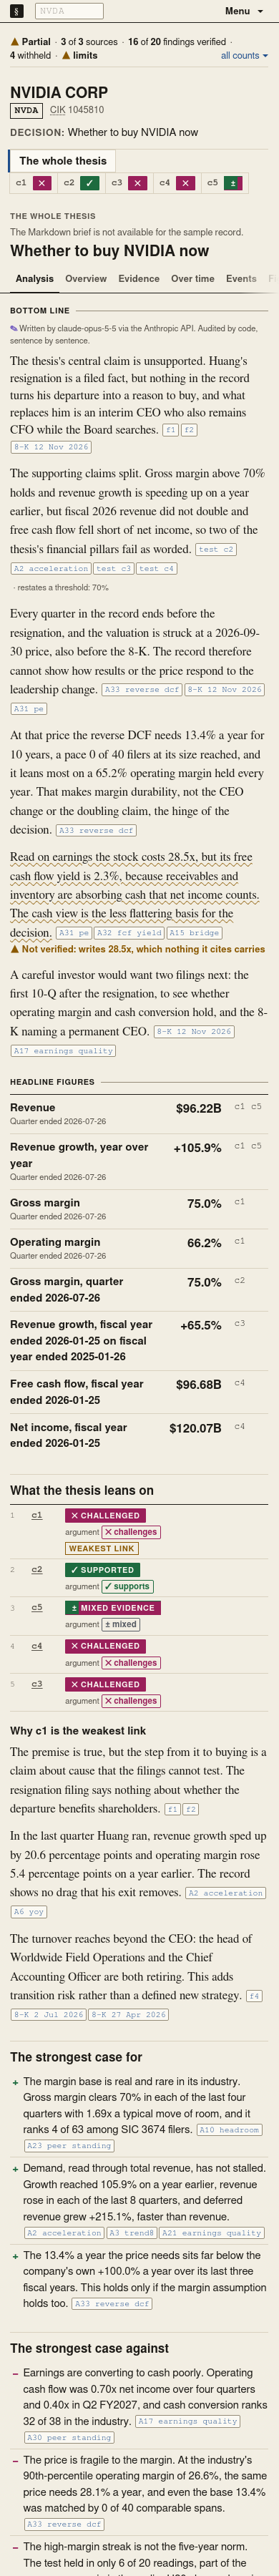 § NVDA Menu
▲ Partial · 3 of 3 sources · 16 of 20 findings verified ·
4 withheld · ▲ limits all counts
NVIDIA CORP
NVDA CIK 1045810
DECISION: Whether to buy NVIDIA now
The whole thesis
c1 ✕ c2 ✓ c3 ✕ c4 ✕ c5 ±
THE WHOLE THESIS
The Markdown brief is not available for the sample record.
Whether to buy NVIDIA now
Analysis Overview Evidence Over time Events
BOTTOM LINE
✎ Written by claude-opus-5-5 via the Anthropic API. Audited by code,
sentence by sentence.
The thesis's central claim is unsupported. Huang's
resignation is a filed fact, but nothing in the record
turns his departure into a reason to buy, and what
replaces him is an interim CEO who also remains
CFO while the Board searches. f1 f2
8-K 12 Nov 2026
The supporting claims split. Gross margin above 70%
holds and revenue growth is speeding up on a year
earlier, but fiscal 2026 revenue did not double and
free cash flow fell short of net income, so two of the
thesis's financial pillars fail as worded. test c2
A2 acceleration test c3 test c4
· restates a threshold: 70%
Every quarter in the record ends before the
resignation, and the valuation is struck at a 2026-09-
30 price, also before the 8-K. The record therefore
cannot show how results or the price respond to the
leadership change. A33 reverse dcf 8-K 12 Nov 2026
A31 pe
At that price the reverse DCF needs 13.4% a year for
10 years, a pace 0 of 40 filers at its size reached, and
it leans most on a 65.2% operating margin held every
year. That makes margin durability, not the CEO
change or the doubling claim, the hinge of the
decision. A33 reverse dcf
Read on earnings the stock costs 28.5x, but its free
cash flow yield is 2.3%, because receivables and
inventory are absorbing cash that net income counts.
The cash view is the less flattering basis for the
decision. A31 pe A32 fcf yield A15 bridge
▲ Not verified: writes 28.5x, which nothing it cites carries
A careful investor would want two filings next: the
first 10-Q after the resignation, to see whether
operating margin and cash conversion hold, and the 8-
K naming a permanent CEO. 8-K 12 Nov 2026
A17 earnings quality
HEADLINE FIGURES
Revenue $96.22B c1 c5
Quarter ended 2026-07-26
Revenue growth, year over +105.9% c1 c5
year
Quarter ended 2026-07-26
Gross margin 75.0% c1
Quarter ended 2026-07-26
Operating margin 66.2% c1
Quarter ended 2026-07-26
Gross margin, quarter 75.0% c2
ended 2026-07-26
Revenue growth, fiscal year +65.5% c3
ended 2026-01-25 on fiscal
year ended 2025-01-26
Free cash flow, fiscal year $96.68B c4
ended 2026-01-25
Net income, fiscal year $120.07B c4
ended 2026-01-25
What the thesis leans on
1 c1 ✕ CHALLENGED
argument ✕ challenges
WEAKEST LINK
2 c2 ✓ SUPPORTED
argument ✓ supports
3 c5 ± MIXED EVIDENCE
argument ± mixed
4 c4 ✕ CHALLENGED
argument ✕ challenges
5 c3 ✕ CHALLENGED
argument ✕ challenges
Why c1 is the weakest link
The premise is true, but the step from it to buying is a
claim about cause that the filings cannot test. The
resignation filing says nothing about whether the
departure benefits shareholders. f1 f2
In the last quarter Huang ran, revenue growth sped up
by 20.6 percentage points and operating margin rose
5.4 percentage points on a year earlier. The record
shows no drag that his exit removes. A2 acceleration
A6 yoy
The turnover reaches beyond the CEO: the head of
Worldwide Field Operations and the Chief
Accounting Officer are both retiring. This adds
transition risk rather than a defined new strategy. f4
8-K 2 Jul 2026 8-K 27 Apr 2026
The strongest case for
+ The margin base is real and rare in its industry.
Gross margin clears 70% in each of the last four
quarters with 1.69x a typical move of room, and it
ranks 4 of 63 among SIC 3674 filers. A10 headroom
A23 peer standing
+ Demand, read through total revenue, has not stalled.
Growth reached 105.9% on a year earlier, revenue
rose in each of the last 8 quarters, and deferred
revenue grew +215.1%, faster than revenue.
A2 acceleration A3 trend8 A21 earnings quality
+ The 13.4% a year the price needs sits far below the
company's own +100.0% a year over its last three
fiscal years. This holds only if the margin assumption
holds too. A33 reverse dcf
The strongest case against
– Earnings are converting to cash poorly. Operating
cash flow was 0.70x net income over four quarters
and 0.40x in Q2 FY2027, and cash conversion ranks
32 of 38 in the industry. A17 earnings quality
A30 peer standing
– The price is fragile to the margin. At the industry's
90th-percentile operating margin of 26.6%, the same
price needs 28.1% a year, and even the base 13.4%
was matched by 0 of 40 comparable spans.
A33 reverse dcf
– The high-margin streak is not the five-year norm.
The test held in only 6 of 20 readings, part of the